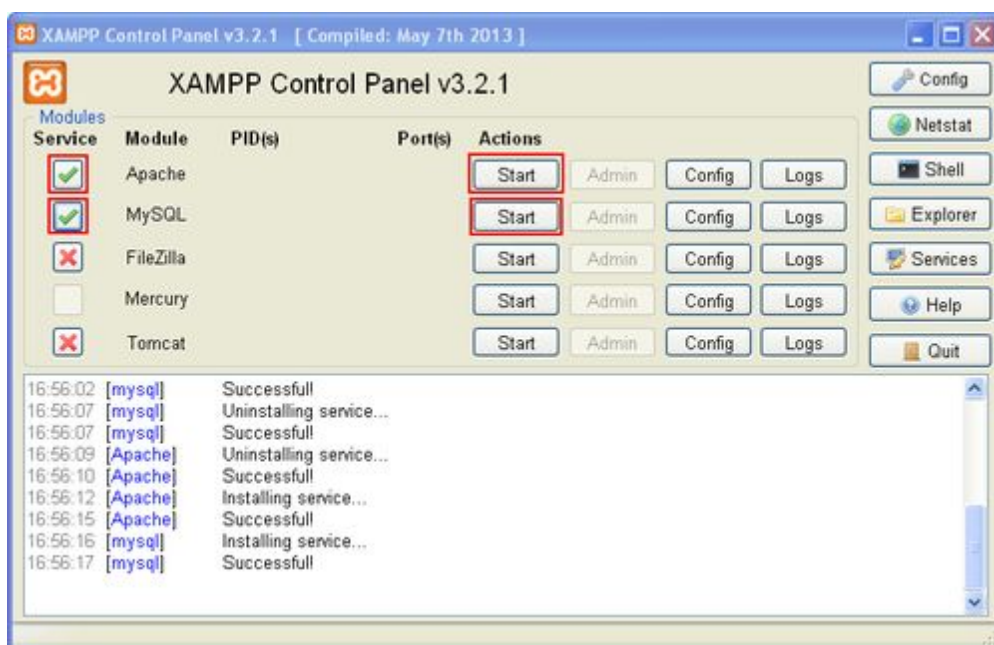 XAMPP Control Panel v3.2.1 [ Compiled: May 7th 2013 ]
XAMPP Control Panel v3.2.1
Config
Modules
Netstat
Service Module PID(s) Port(s) Actions
Apache Start Admin Config Logs
Shell
MySQL Start Admin Config Logs
Explorer
FileZilla Start Admin Config Logs
Services
Mercury Start Admin Config Logs
Help
Tomcat Start Admin Config Logs
Quit
16:56:02 [mysql] Successful!
16:56:07 [mysql] Uninstalling service...
16:56:07 [mysql] Successful!
16:56:09 [Apache] Uninstalling service...
16:56:10 [Apache] Successful!
16:56:12 [Apache] Installing service...
16:56:15 [Apache] Successful!
16:56:16 [mysql] Installing service...
16:56:17 [mysql] Successful!